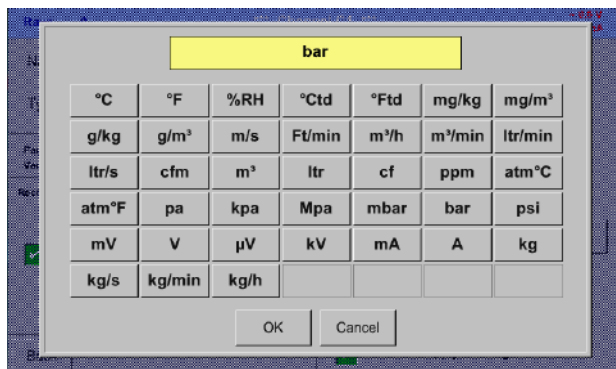 bar
°C °F %RH °Ctd °Ftd mg/kg mg/m³
g/kg g/m³ m/s Ft/min m³/h m³/min ltr/min
ltr/s cfm m³ ltr cf ppm atm°C
atm°F pa kpa Mpa mbar bar psi
mV V µV kV mA A kg
kg/s kg/min kg/h
OK Cancel